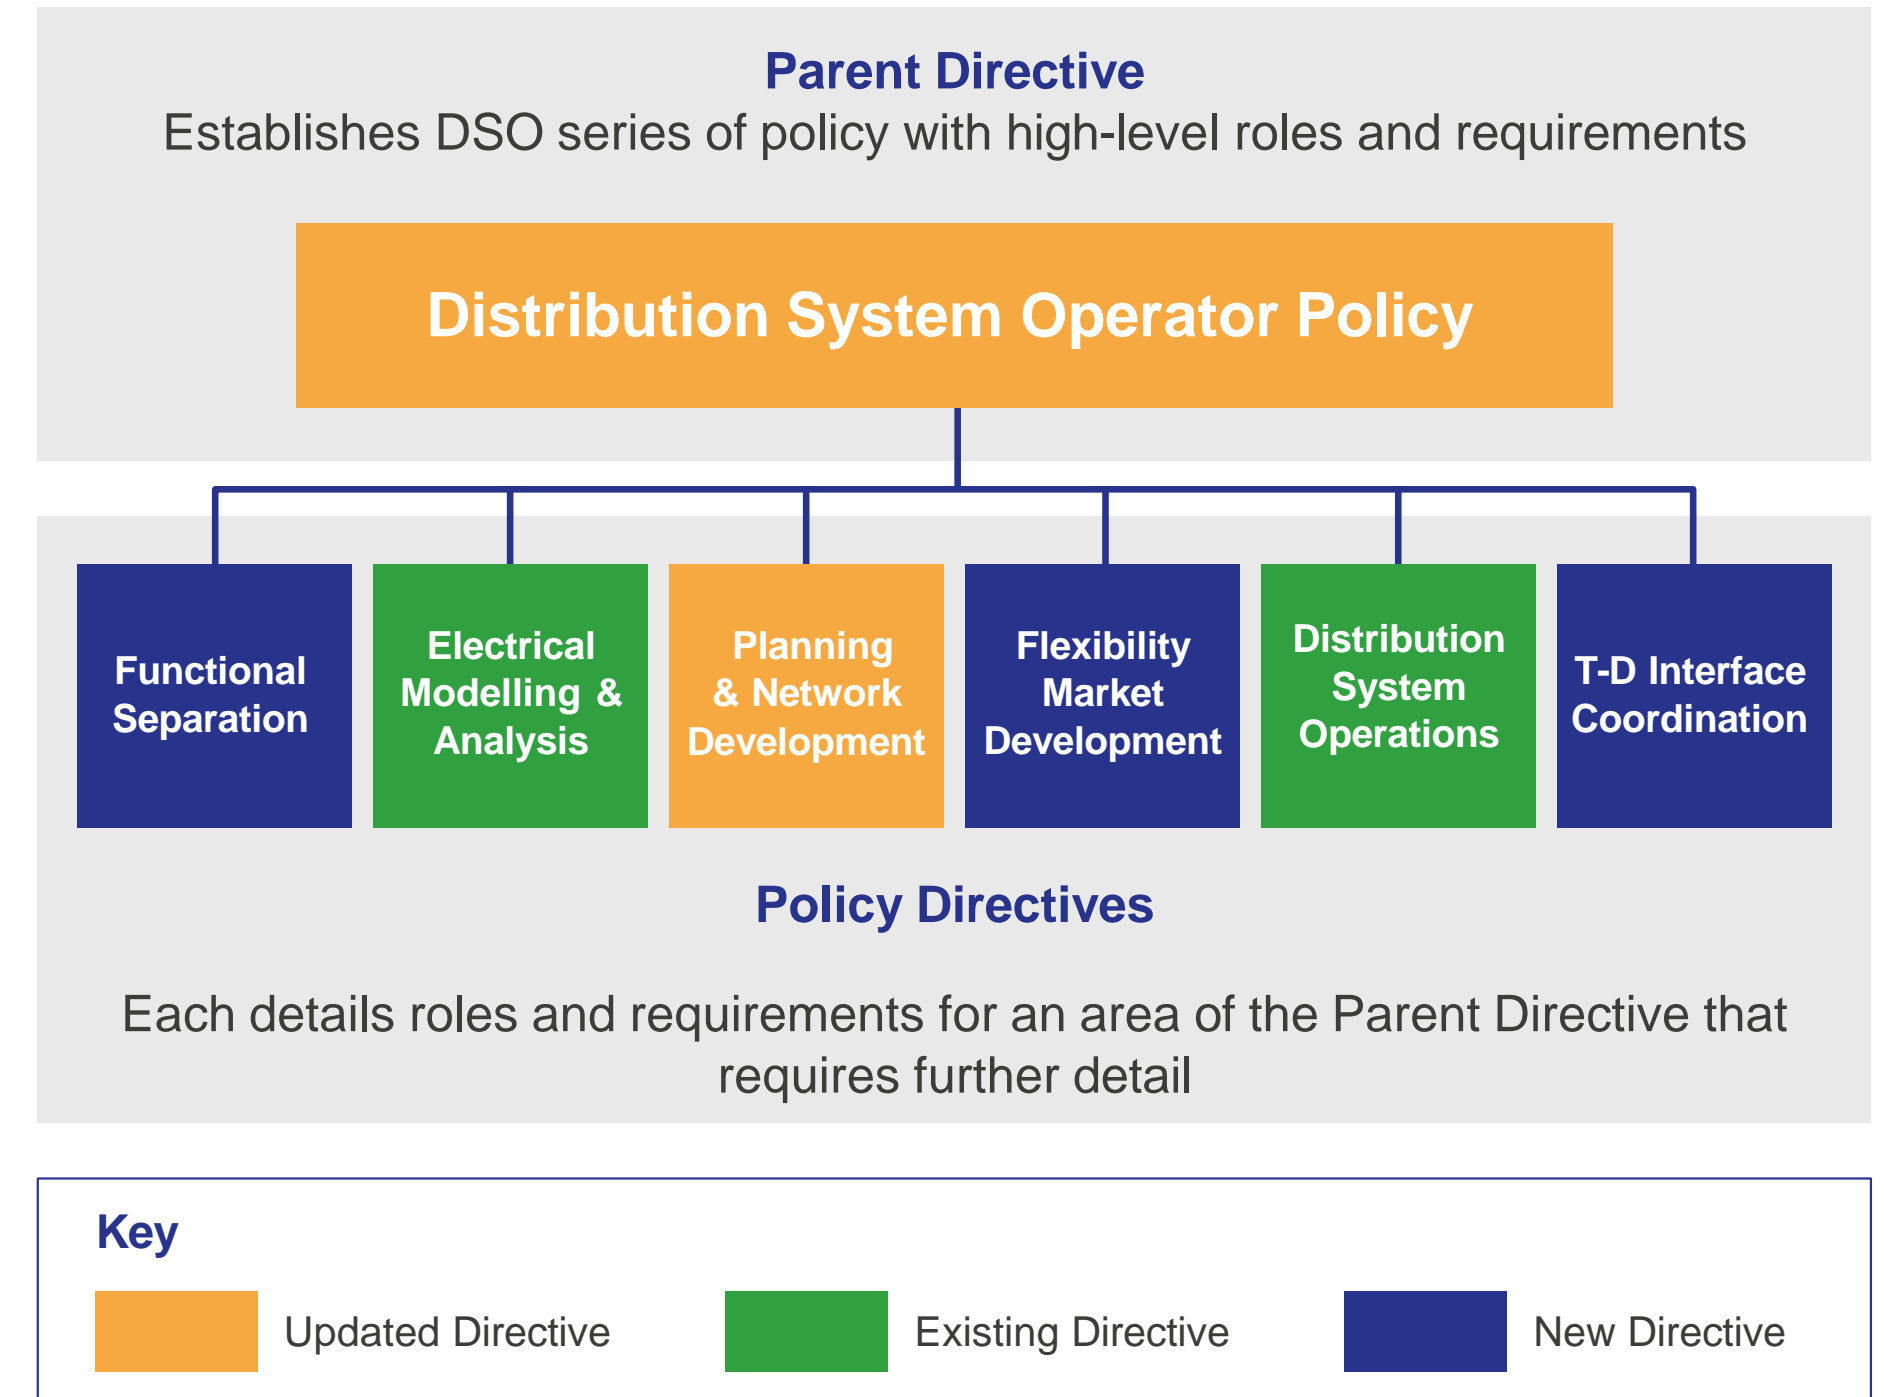 Parent Directive
Establishes DSO series of policy with high-level roles and requirements
Distribution System Operator Policy
Functional
Separation
Electrical
Modelling &
Analysis
Planning
& Network
Development
Flexibility
Market
Development
Distribution
System
Operations
T-D Interface
Coordination
Policy Directives
Each details roles and requirements for an area of the Parent Directive that
requires further detail
Key
Updated Directive
Existing Directive
New Directive